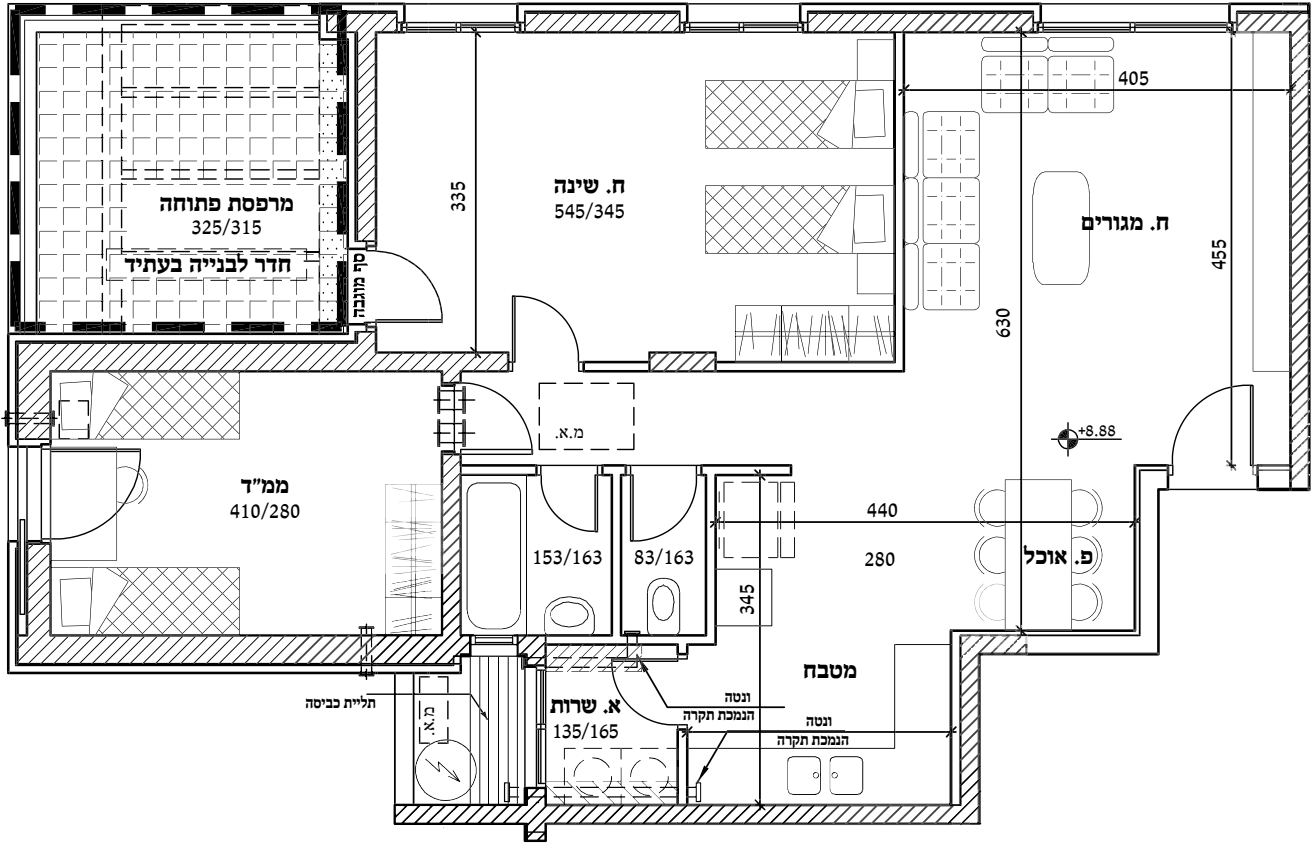 405
מרפסת פתוחה
325/315
חדר לבנייה בעתיד
סף מוגבה
335
ח. שינה
545/345
ח. מגורים
455
630
מ.א.
+8.88
ממ״ד
410/280
153/163
83/163
440
280
פ. אוכל
345
מטבח
תליית כביסה
מ.א.
א. שרות
135/165
ונטה
הנמכת תקרה
ונטה
הנמכת תקרה